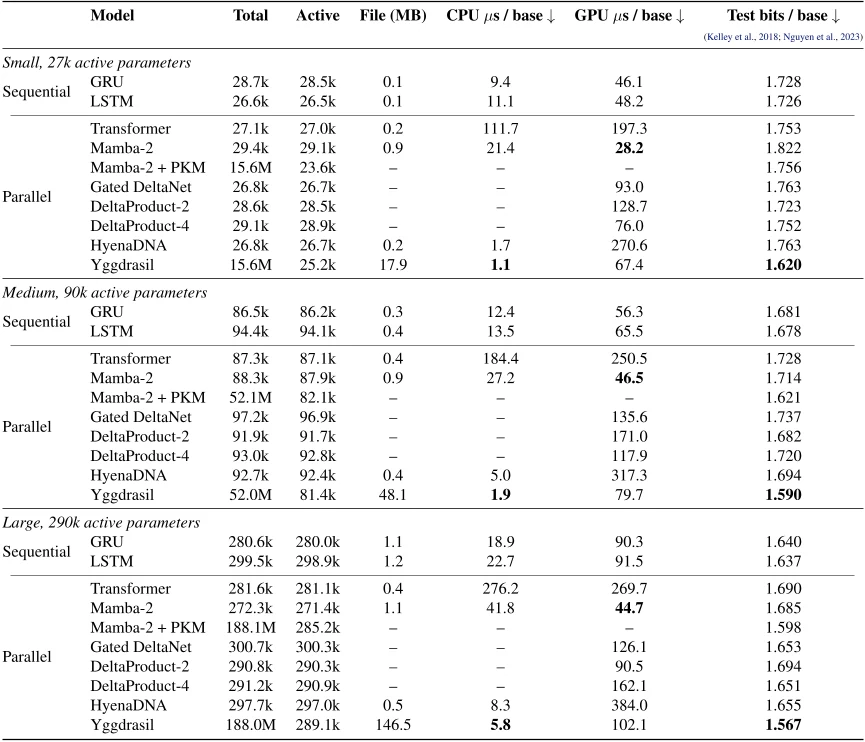 Model Total Active File (MB) CPU µs / base ↓ GPU µs / base ↓ Test bits / base ↓
(Kelley et al., 2018; Nguyen et al., 2023)
Small, 27k active parameters
Sequential
GRU 28.7k 28.5k 0.1 9.4 46.1 1.728
LSTM 26.6k 26.5k 0.1 11.1 48.2 1.726
Parallel
Transformer 27.1k 27.0k 0.2 111.7 197.3 1.753
Mamba-2 29.4k 29.1k 0.9 21.4 28.2 1.822
Mamba-2 + PKM 15.6M 23.6k – – – 1.756
Gated DeltaNet 26.8k 26.7k – – 93.0 1.763
DeltaProduct-2 28.6k 28.5k – – 128.7 1.723
DeltaProduct-4 29.1k 28.9k – – 76.0 1.752
HyenaDNA 26.8k 26.7k 0.2 1.7 270.6 1.763
Yggdrasil 15.6M 25.2k 17.9 1.1 67.4 1.620
Medium, 90k active parameters
Sequential
GRU 86.5k 86.2k 0.3 12.4 56.3 1.681
LSTM 94.4k 94.1k 0.4 13.5 65.5 1.678
Parallel
Transformer 87.3k 87.1k 0.4 184.4 250.5 1.728
Mamba-2 88.3k 87.9k 0.9 27.2 46.5 1.714
Mamba-2 + PKM 52.1M 82.1k – – – 1.621
Gated DeltaNet 97.2k 96.9k – – 135.6 1.737
DeltaProduct-2 91.9k 91.7k – – 171.0 1.682
DeltaProduct-4 93.0k 92.8k – – 117.9 1.720
HyenaDNA 92.7k 92.4k 0.4 5.0 317.3 1.694
Yggdrasil 52.0M 81.4k 48.1 1.9 79.7 1.590
Large, 290k active parameters
Sequential
GRU 280.6k 280.0k 1.1 18.9 90.3 1.640
LSTM 299.5k 298.9k 1.2 22.7 91.5 1.637
Parallel
Transformer 281.6k 281.1k 0.4 276.2 269.7 1.690
Mamba-2 272.3k 271.4k 1.1 41.8 44.7 1.685
Mamba-2 + PKM 188.1M 285.2k – – – 1.598
Gated DeltaNet 300.7k 300.3k – – 126.1 1.653
DeltaProduct-2 290.8k 290.3k – – 90.5 1.694
DeltaProduct-4 291.2k 290.9k – – 162.1 1.651
HyenaDNA 297.7k 297.0k 0.5 8.3 384.0 1.655
Yggdrasil 188.0M 289.1k 146.5 5.8 102.1 1.567